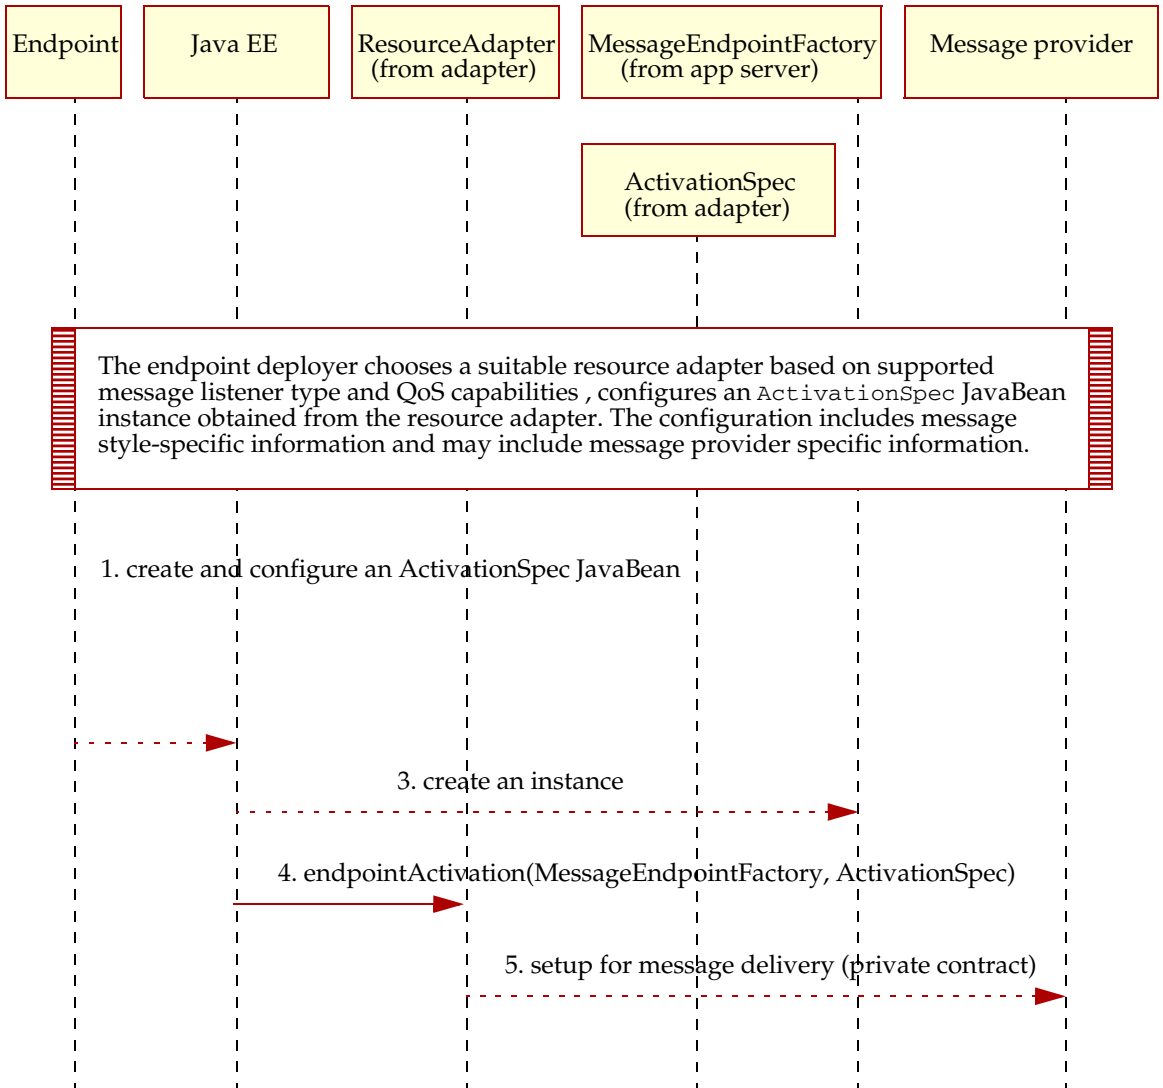 Endpoint
Java EE
ResourceAdapter
(from adapter)
MessageEndpointFactory
(from app server)
Message provider
ActivationSpec
(from adapter)
The endpoint deployer chooses a suitable resource adapter based on supported
message listener type and QoS capabilities , configures an ActivationSpec JavaBean
instance obtained from the resource adapter. The configuration includes message
style-specific information and may include message provider specific information.
1. create and configure an ActivationSpec JavaBean
3. create an instance
4. endpointActivation(MessageEndpointFactory, ActivationSpec)
5. setup for message delivery (private contract)